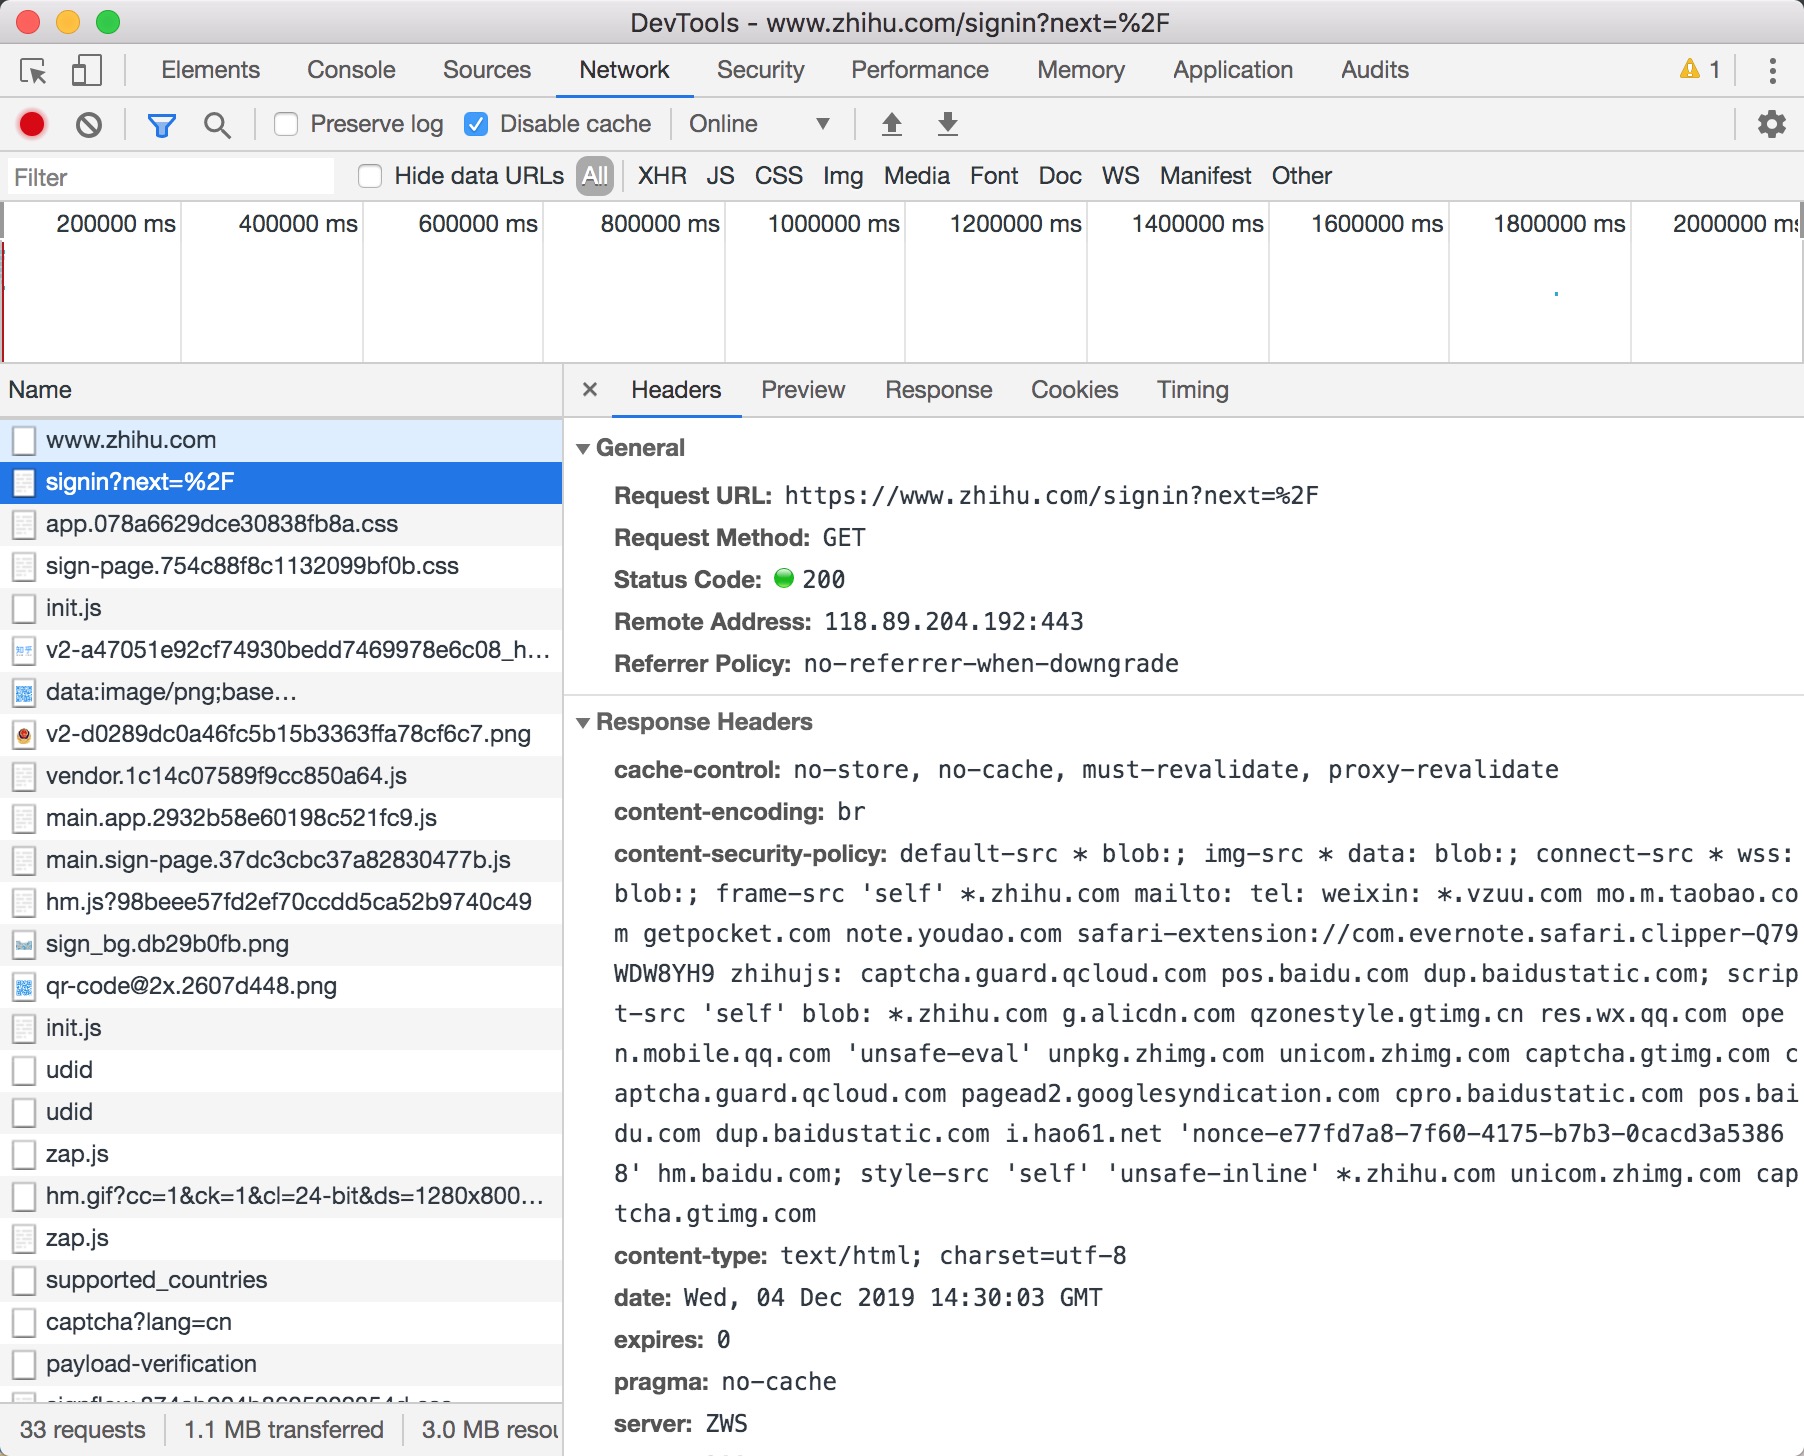 DevTools - www.zhihu.com/signin?next=%2F
Elements Console Sources Network Security Performance Memory Application Audits 1
Preserve log Disable cache Online
Filter Hide data URLs All XHR JS CSS Img Media Font Doc WS Manifest Other
200000 ms 400000 ms 600000 ms 800000 ms 1000000 ms 1200000 ms 1400000 ms 1600000 ms 1800000 ms 2000000 ms
Name
www.zhihu.com
signin?next=%2F
app.078a6629dce30838fb8a.css
sign-page.754c88f8c1132099bf0b.css
init.js
v2-a47051e92cf74930bedd7469978e6c08_h…
data:image/png;base…
v2-d0289dc0a46fc5b15b3363ffa78cf6c7.png
vendor.1c14c07589f9cc850a64.js
main.app.2932b58e60198c521fc9.js
main.sign-page.37dc3cbc37a82830477b.js
hm.js?98beee57fd2ef70ccdd5ca52b9740c49
sign_bg.db29b0fb.png
qr-code@2x.2607d448.png
init.js
udid
udid
zap.js
hm.gif?cc=1&ck=1&cl=24-bit&ds=1280x800…
zap.js
supported_countries
captcha?lang=cn
payload-verification
33 requests 1.1 MB transferred 3.0 MB resou
× Headers Preview Response Cookies Timing
General
Request URL: https://www.zhihu.com/signin?next=%2F
Request Method: GET
Status Code: 200
Remote Address: 118.89.204.192:443
Referrer Policy: no-referrer-when-downgrade
Response Headers
cache-control: no-store, no-cache, must-revalidate, proxy-revalidate
content-encoding: br
content-security-policy: default-src * blob:; img-src * data: blob:; connect-src * wss:
blob:; frame-src 'self' *.zhihu.com mailto: tel: weixin: *.vzuu.com mo.m.taobao.co
m getpocket.com note.youdao.com safari-extension://com.evernote.safari.clipper-Q79
WDW8YH9 zhihujs: captcha.guard.qcloud.com pos.baidu.com dup.baidustatic.com; scrip
t-src 'self' blob: *.zhihu.com g.alicdn.com qzonestyle.gtimg.cn res.wx.qq.com ope
n.mobile.qq.com 'unsafe-eval' unpkg.zhimg.com unicom.zhimg.com captcha.gtimg.com c
aptcha.guard.qcloud.com pagead2.googlesyndication.com cpro.baidustatic.com pos.bai
du.com dup.baidustatic.com i.hao61.net 'nonce-e77fd7a8-7f60-4175-b7b3-0cacd3a5386
8' hm.baidu.com; style-src 'self' 'unsafe-inline' *.zhihu.com unicom.zhimg.com cap
tcha.gtimg.com
content-type: text/html; charset=utf-8
date: Wed, 04 Dec 2019 14:30:03 GMT
expires: 0
pragma: no-cache
server: ZWS